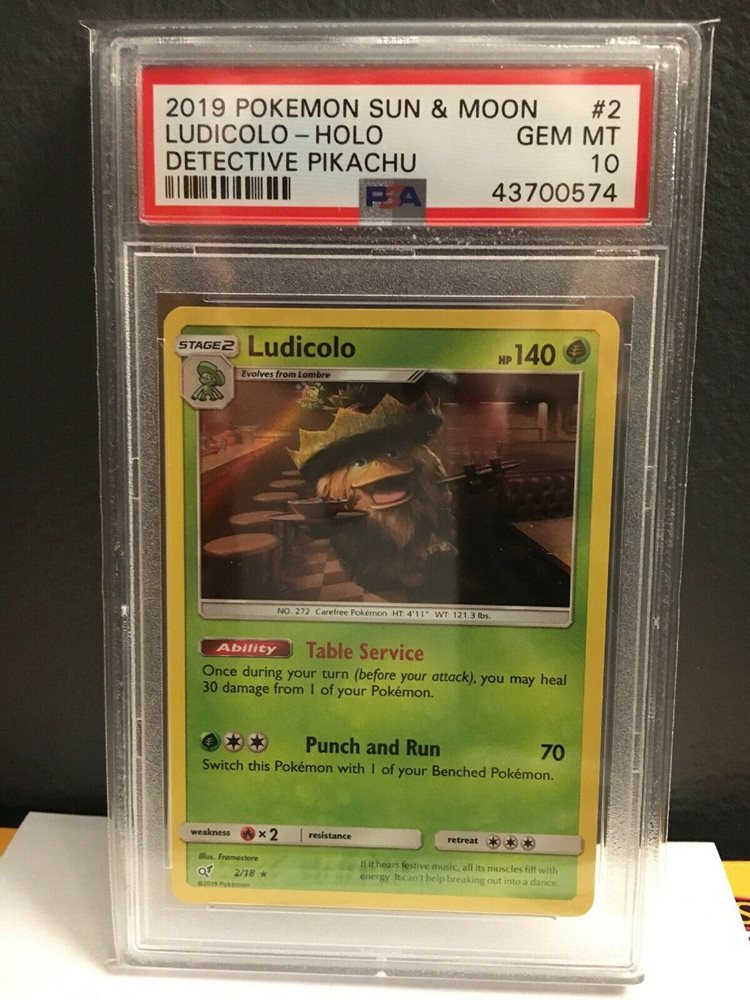 2019 POKEMON SUN & MOON #2
LUDICOLO – HOLO GEM MT
DETECTIVE PIKACHU 10
PSA 43700574
STAGE2 Ludicolo HP 140
Evolves from Lombre
NO. 272 Carefree Pokémon HT: 4'11" WT: 121.3 lbs.
Ability Table Service
Once during your turn (before your attack), you may heal
30 damage from 1 of your Pokémon.
Punch and Run 70
Switch this Pokémon with 1 of your Benched Pokémon.
weakness ×2 resistance retreat
Illus. Framestore
If it hears festive music, all its muscles fill with
2/18 ★ energy. It can't help breaking out into a dance.
©2019 Pokémon